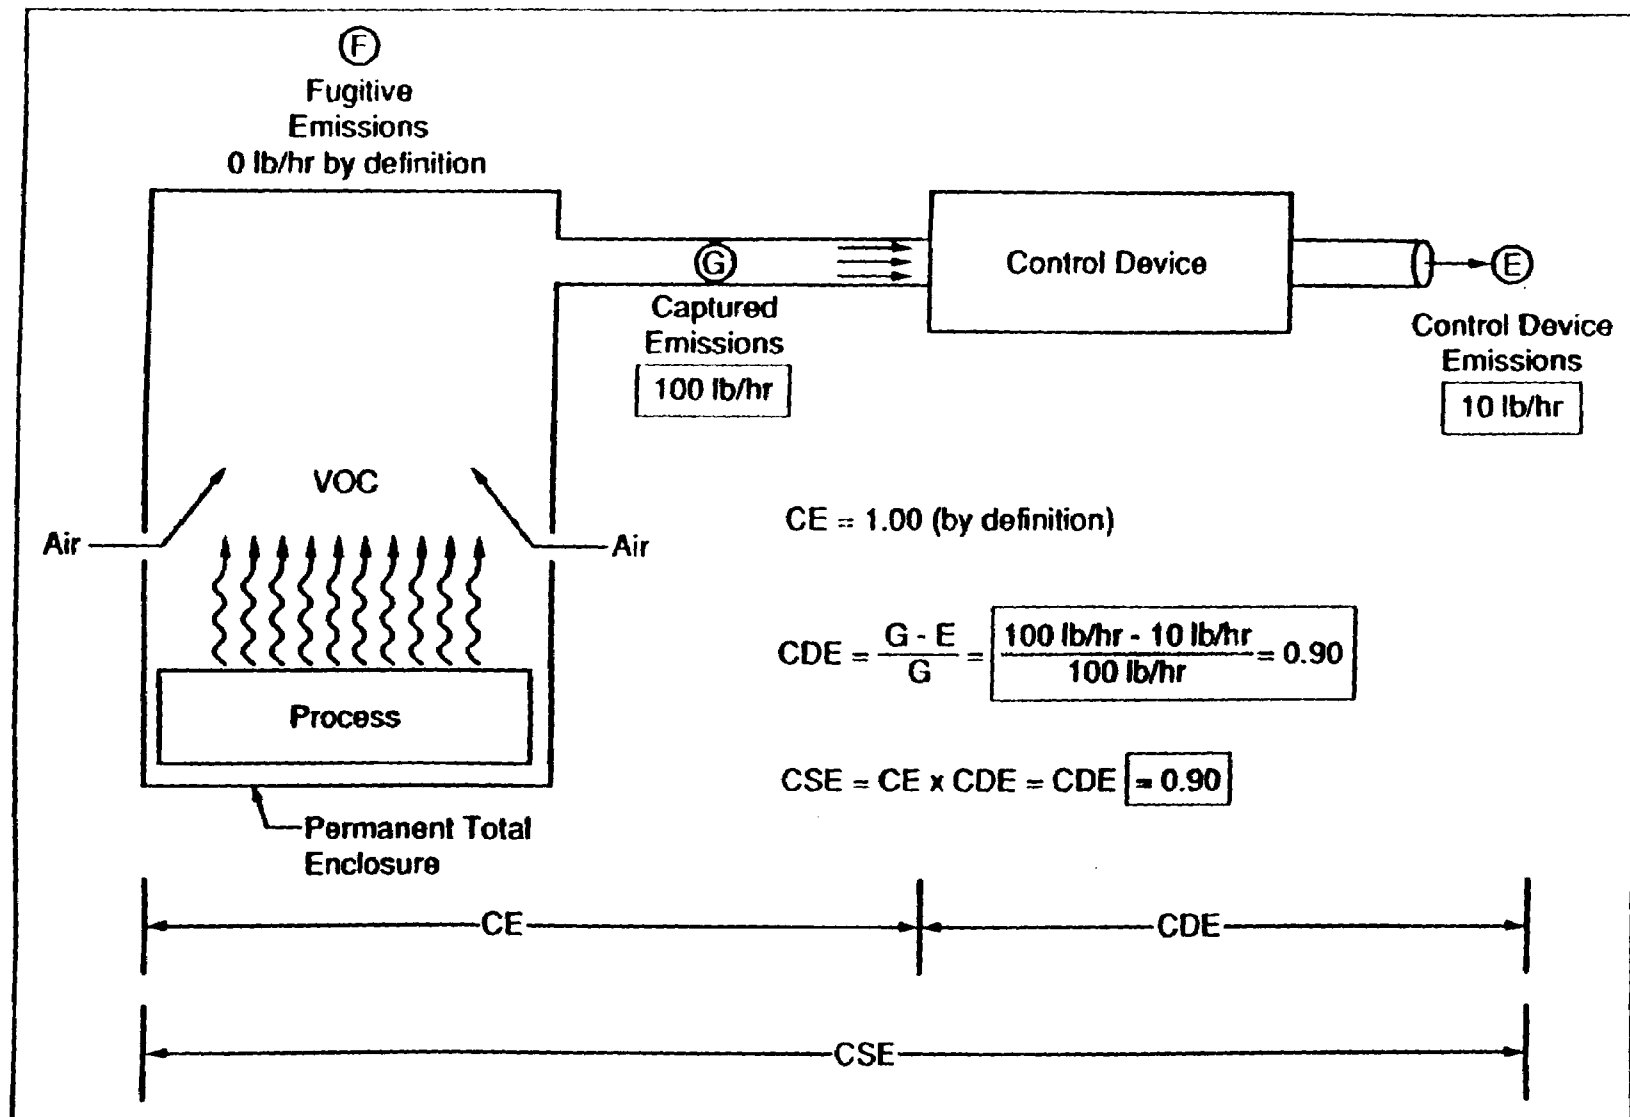 F
Fugitive
Emissions
0 lb/hr by definition
G
Captured
Emissions
100 lb/hr
Control Device
E
Control Device
Emissions
10 lb/hr
VOC
Air
Air
Process
Permanent Total
Enclosure
CE = 1.00 (by definition)
CDE = G - E / G = 100 lb/hr - 10 lb/hr / 100 lb/hr = 0.90
CSE = CE x CDE = CDE = 0.90
CE
CDE
CSE